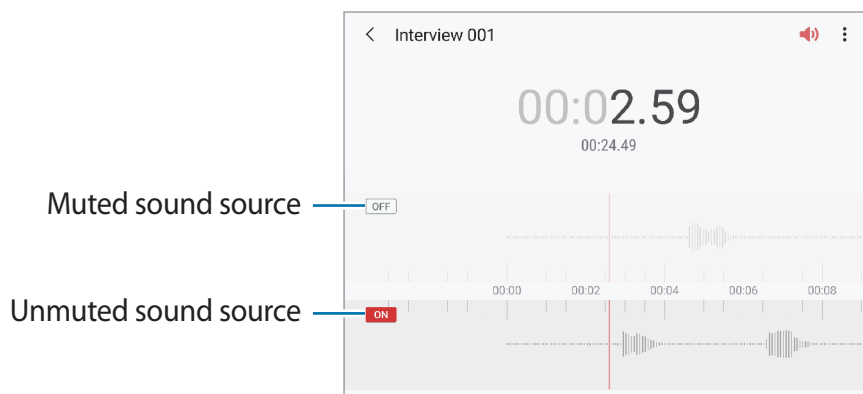 Interview 001
00:02.59
00:24.49
Muted sound source
OFF
00:00 00:02 00:04 00:06 00:08
Unmuted sound source
ON